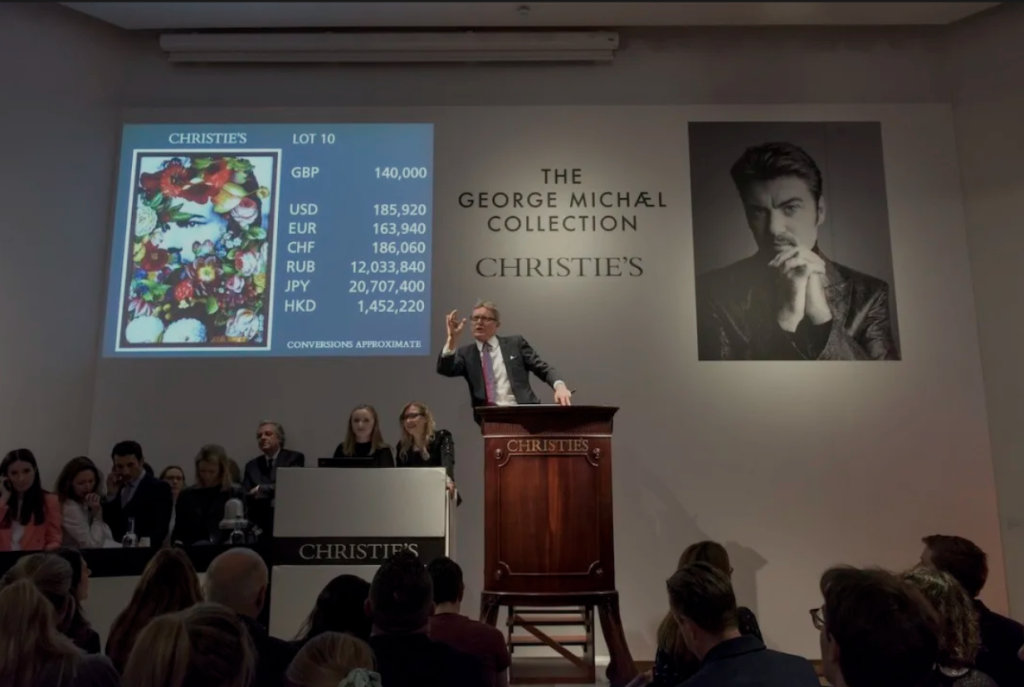 CHRISTIE'S
LOT 10
GBP 140,000
USD 185,920
EUR 163,940
CHF 186,060
RUB 12,033,840
JPY 20,707,400
HKD 1,452,220
CONVERSIONS APPROXIMATE
THE
GEORGE MICHÆL
COLLECTION
CHRISTIE'S
CHRISTIE'S
CHRISTIE'S